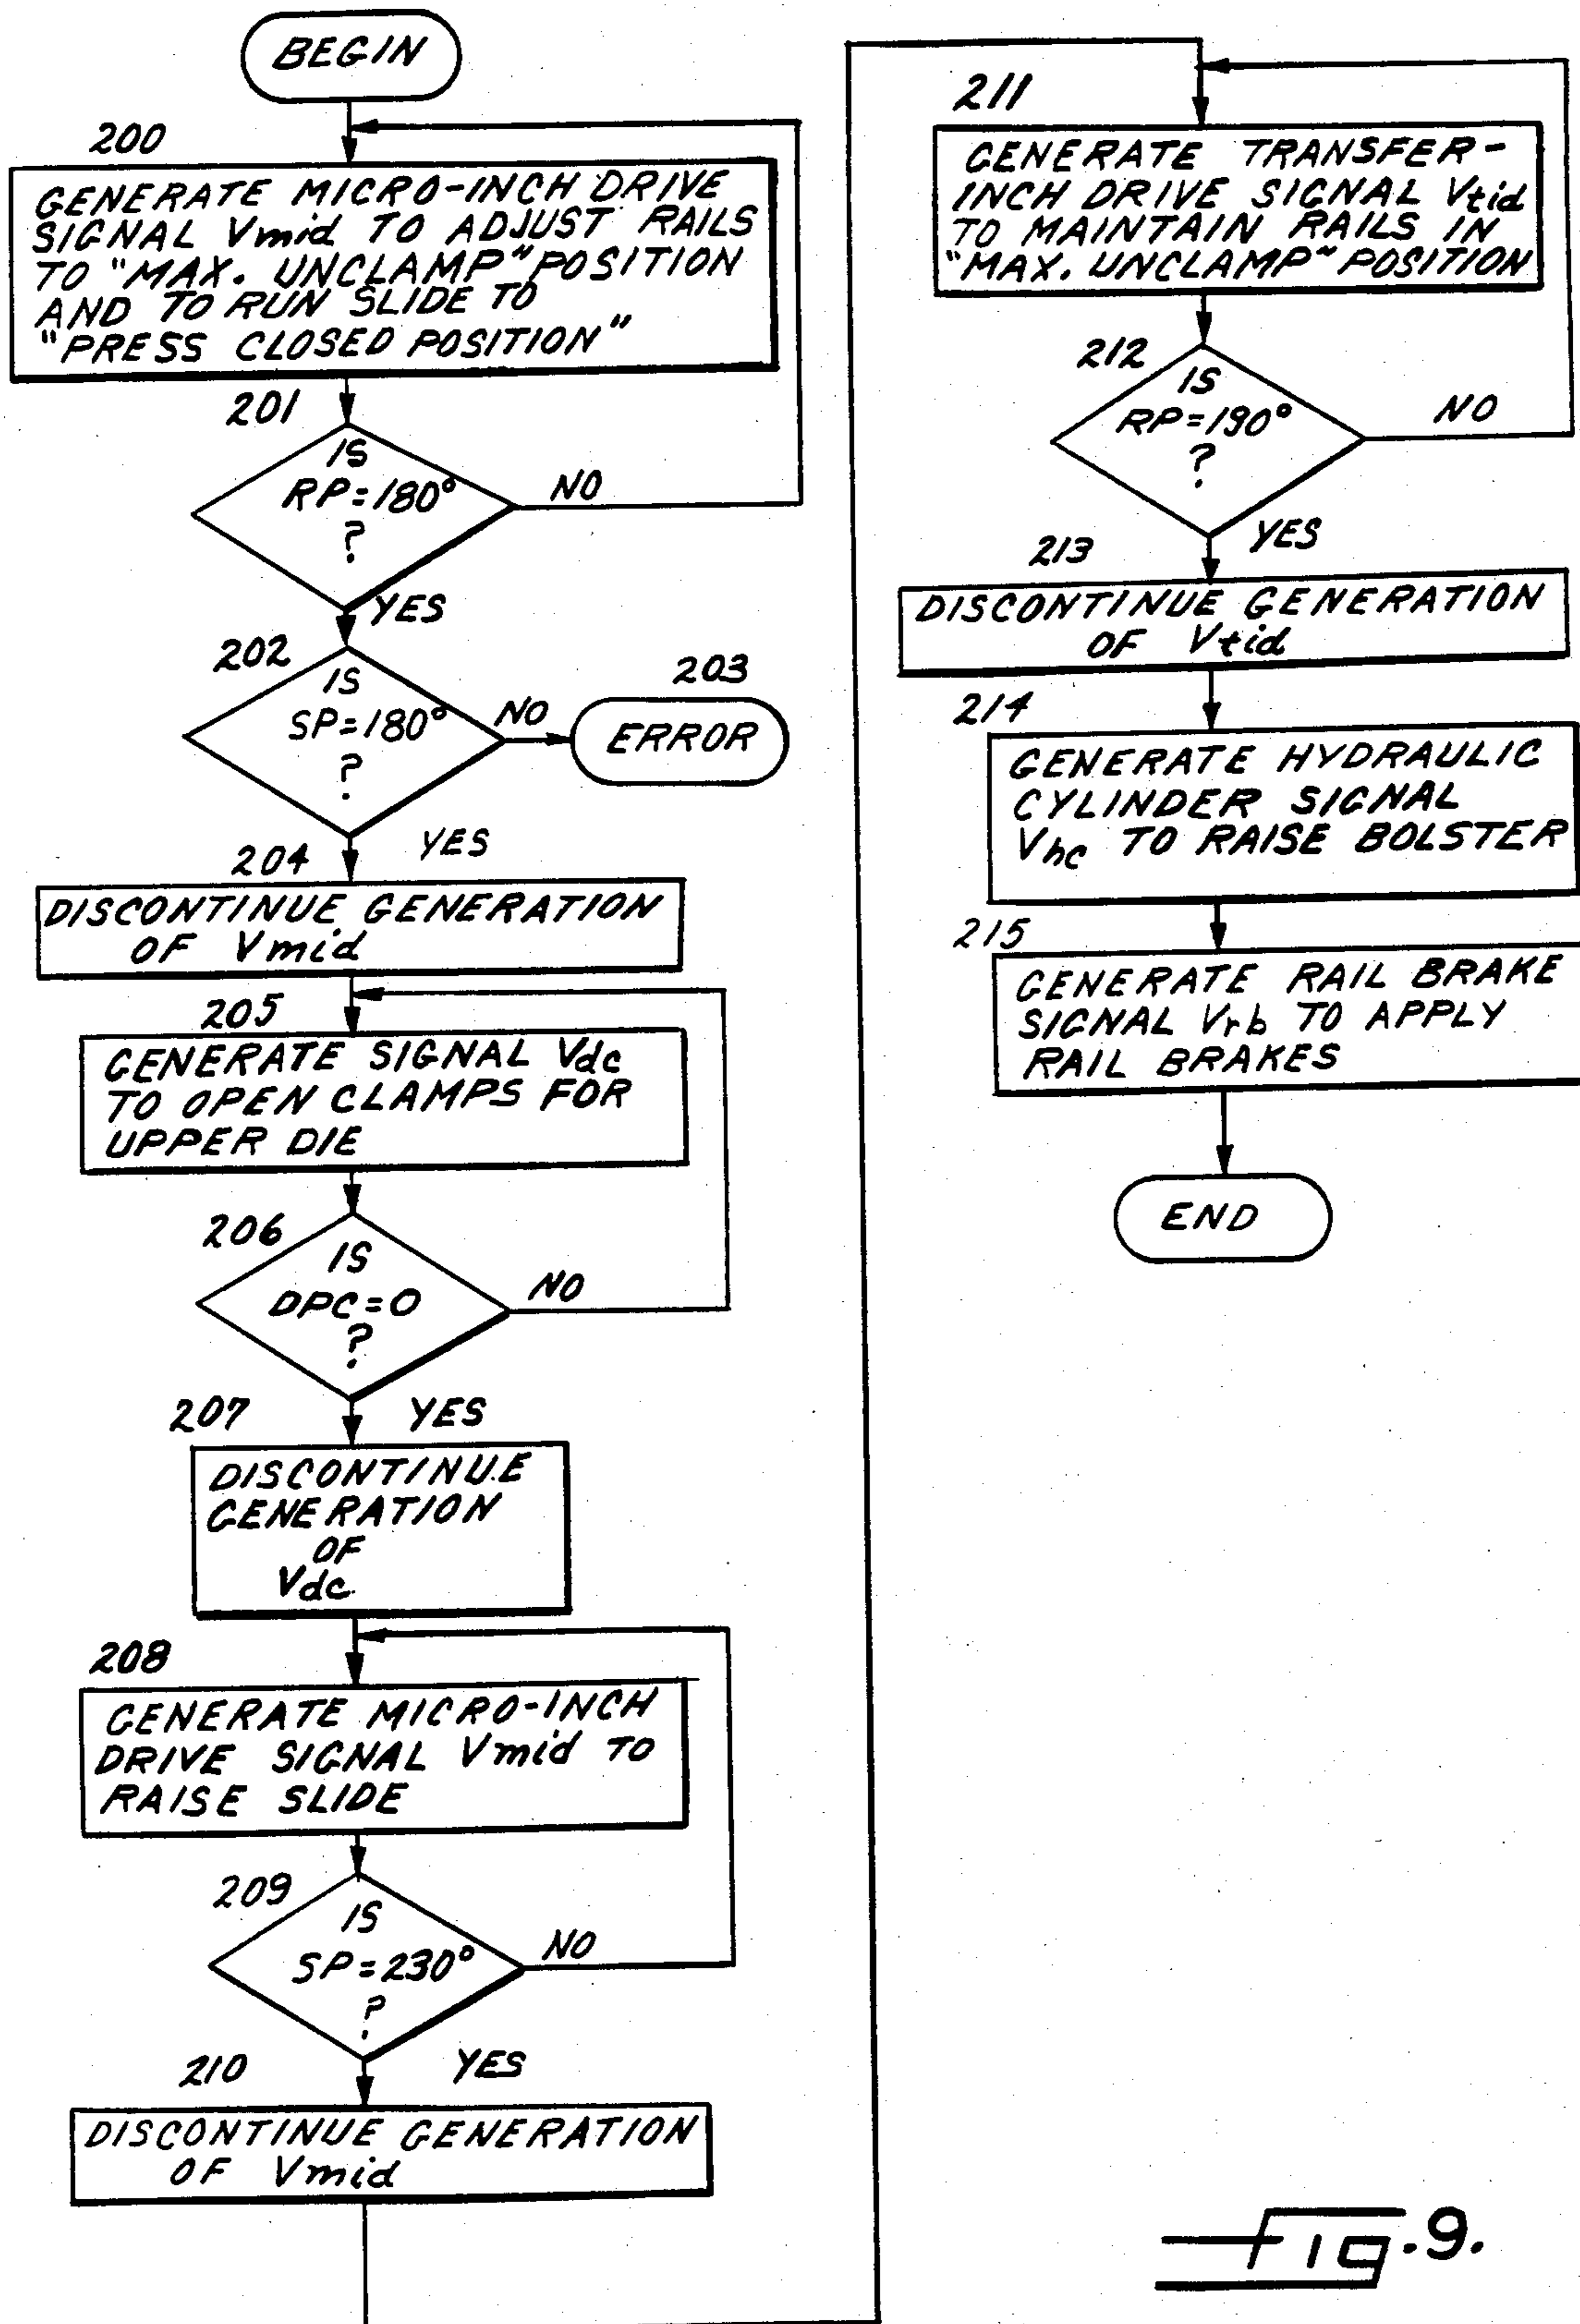 BEGIN
200
GENERATE MICRO-INCH DRIVE
SIGNAL Vmid TO ADJUST RAILS
TO "MAX. UNCLAMP" POSITION
AND TO RUN SLIDE TO
"PRESS CLOSED POSITION"
201
IS
RP=180°
?
NO
YES
202
IS
SP=180°
?
NO
203
ERROR
YES
204
DISCONTINUE GENERATION
OF Vmid
205
GENERATE SIGNAL Vdc
TO OPEN CLAMPS FOR
UPPER DIE
206
IS
DPC=0
?
NO
207
YES
DISCONTINUE
GENERATION
OF
Vdc
208
GENERATE MICRO-INCH
DRIVE SIGNAL Vmid TO
RAISE SLIDE
209
IS
SP=230°
?
NO
210
YES
DISCONTINUE GENERATION
OF Vmid
211
GENERATE TRANSFER-
INCH DRIVE SIGNAL Vtid
TO MAINTAIN RAILS IN
"MAX. UNCLAMP" POSITION
212
IS
RP=190°
?
NO
213
YES
DISCONTINUE GENERATION
OF Vtid
214
GENERATE HYDRAULIC
CYLINDER SIGNAL
Vhc TO RAISE BOLSTER
215
GENERATE RAIL BRAKE
SIGNAL Vrb TO APPLY
RAIL BRAKES
END
Fig. 9.